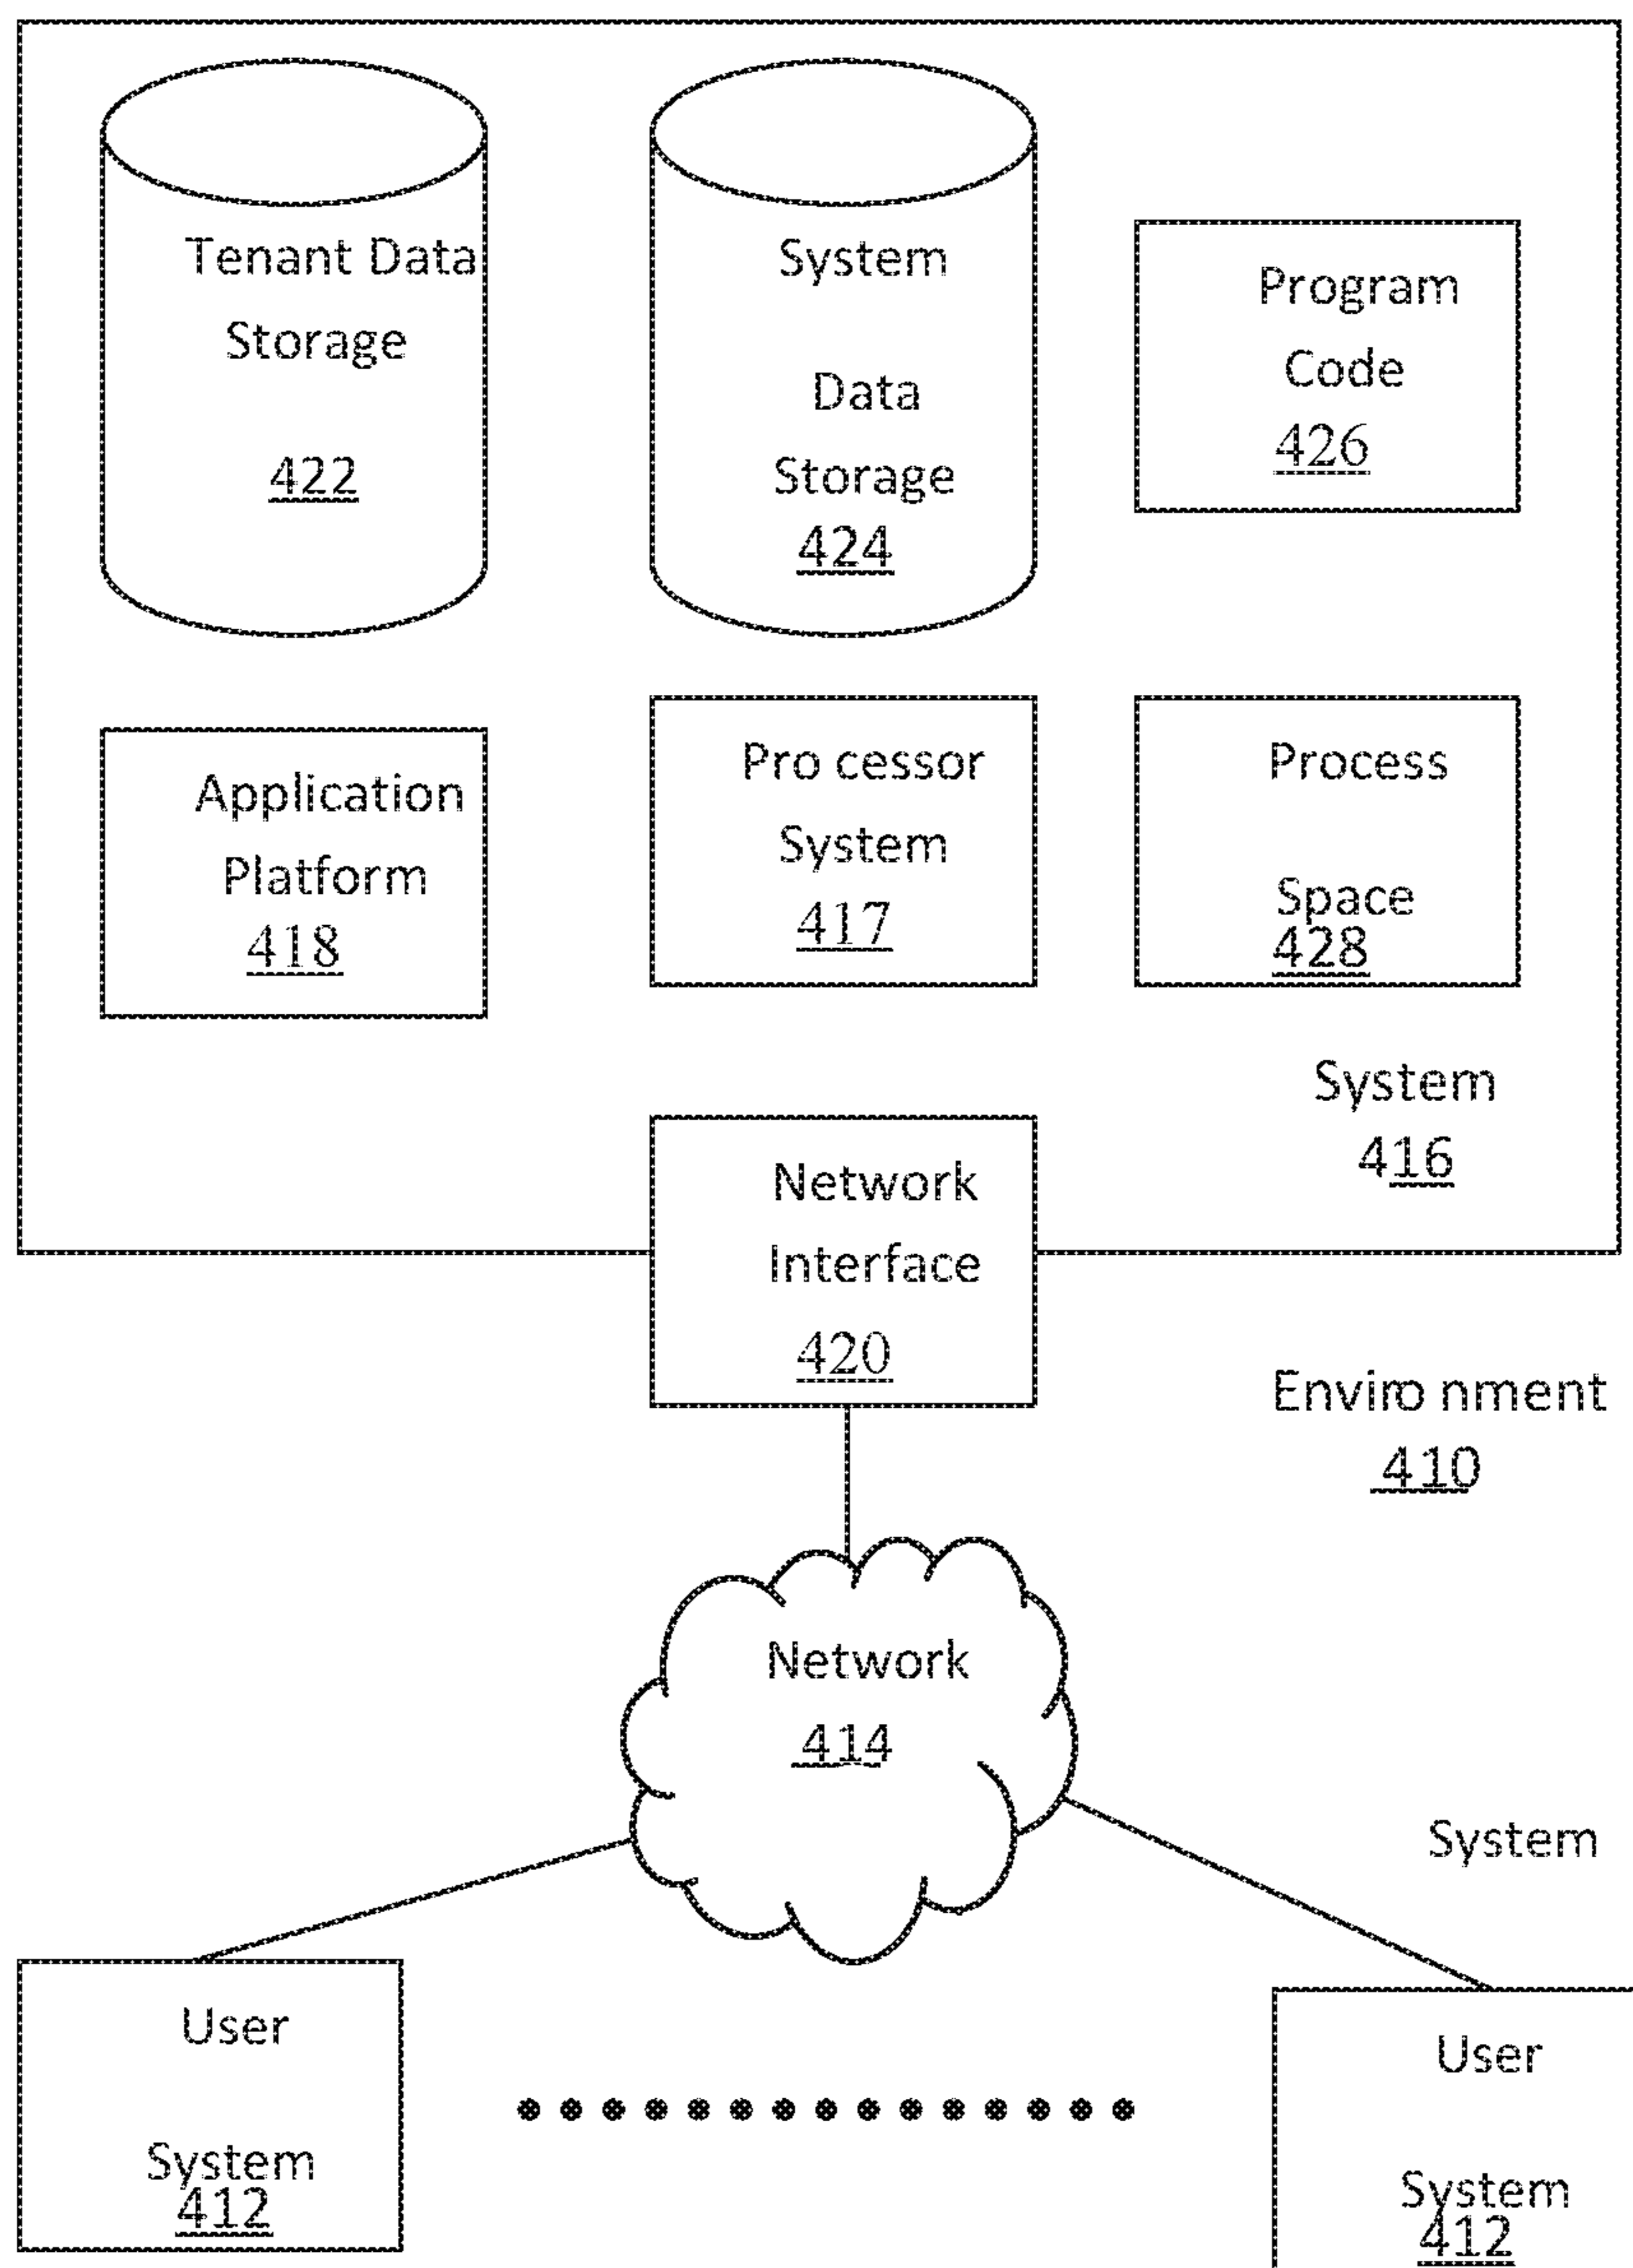 Tenant Data
Storage
422
System
Data
Storage
424
Program
Code
426
Application
Platform
418
Pro cessor
System
417
Process
Space
428
System
416
Network
Interface
420
Enviro nment
410
Network
414
System
User
System
412
User
System
412